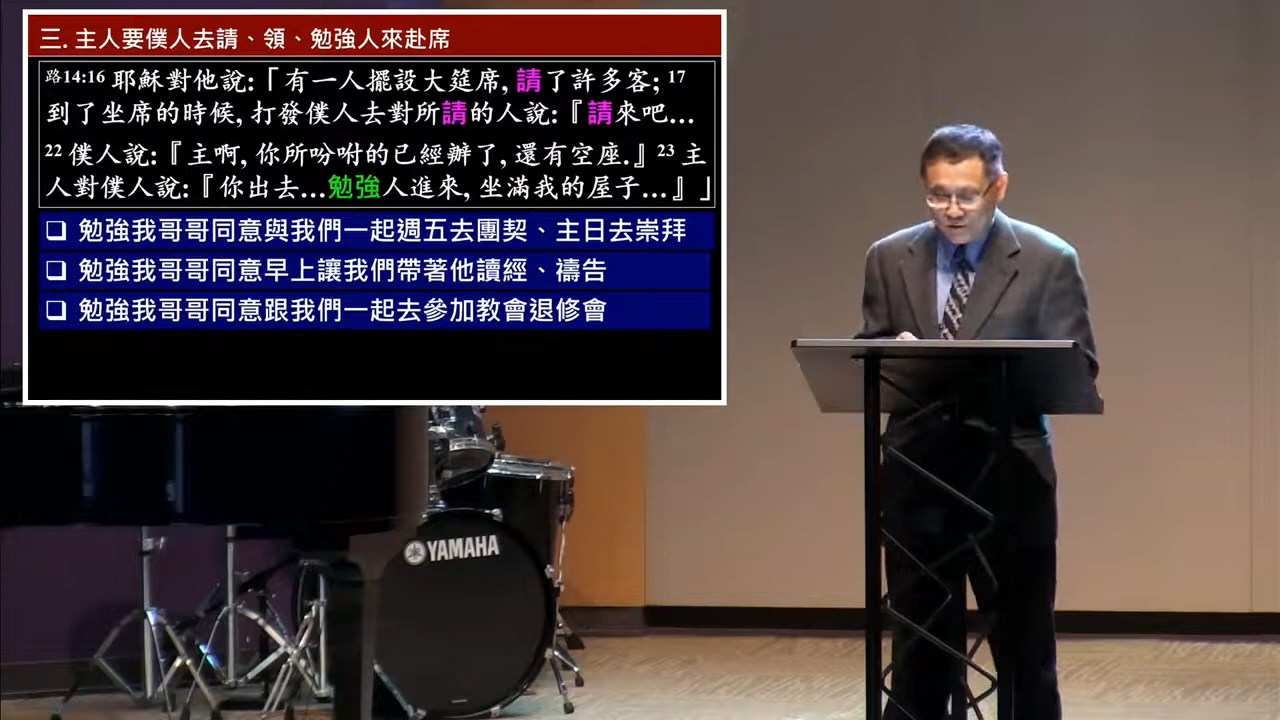 三. 主人要僕人去請、領、勉強人來赴席
路14:16 耶穌對他說:「有一人擺設大筵席, 請了許多客; 17
到了坐席的時候, 打發僕人去對所請的人說:『請來吧...
22 僕人說:『主啊, 你所吩咐的已經辦了, 還有空座.』23 主
人對僕人說:『你出去...勉強人進來, 坐滿我的屋子...』」
❑ 勉強我哥哥同意與我們一起週五去團契、主日去崇拜
❑ 勉強我哥哥同意早上讓我們帶著他讀經、禱告
❑ 勉強我哥哥同意跟我們一起去參加教會退修會
YAMAHA